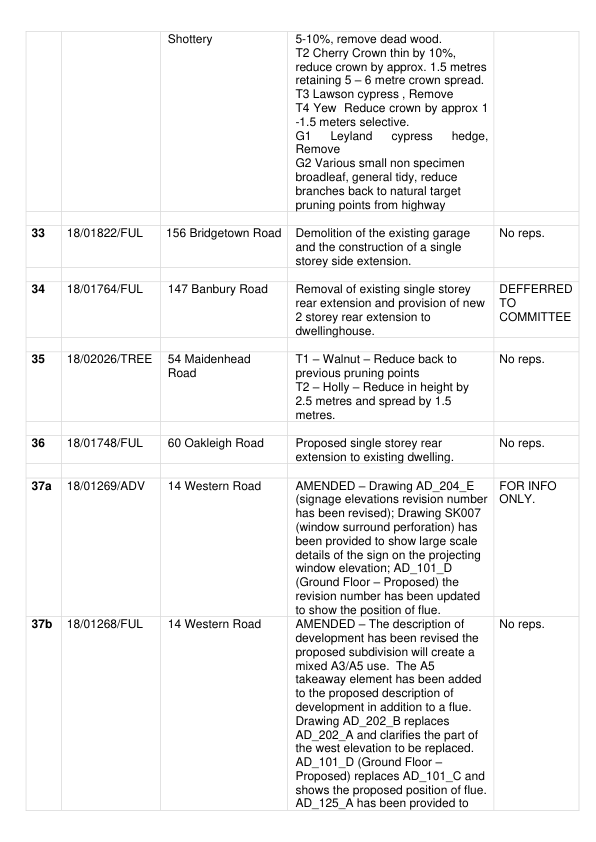 Shottery
5-10%, remove dead wood.
T2 Cherry Crown thin by 10%,
reduce crown by approx. 1.5 metres
retaining 5 – 6 metre crown spread.
T3 Lawson cypress , Remove
T4 Yew  Reduce crown by approx 1
-1.5 meters selective.
G1 Leyland cypress hedge,
Remove
G2 Various small non specimen
broadleaf, general tidy, reduce
branches back to natural target
pruning points from highway
33 18/01822/FUL 156 Bridgetown Road Demolition of the existing garage No reps.
and the construction of a single
storey side extension.
34 18/01764/FUL 147 Banbury Road Removal of existing single storey DEFFERRED
rear extension and provision of new TO
2 storey rear extension to COMMITTEE
dwellinghouse.
35 18/02026/TREE 54 Maidenhead T1 – Walnut – Reduce back to No reps.
Road previous pruning points
T2 – Holly – Reduce in height by
2.5 metres and spread by 1.5
metres.
36 18/01748/FUL 60 Oakleigh Road Proposed single storey rear No reps.
extension to existing dwelling.
37a 18/01269/ADV 14 Western Road AMENDED – Drawing AD_204_E FOR INFO
(signage elevations revision number ONLY.
has been revised); Drawing SK007
(window surround perforation) has
been provided to show large scale
details of the sign on the projecting
window elevation; AD_101_D
(Ground Floor – Proposed) the
revision number has been updated
to show the position of flue.
37b 18/01268/FUL 14 Western Road AMENDED – The description of No reps.
development has been revised the
proposed subdivision will create a
mixed A3/A5 use.  The A5
takeaway element has been added
to the proposed description of
development in addition to a flue.
Drawing AD_202_B replaces
AD_202_A and clarifies the part of
the west elevation to be replaced.
AD_101_D (Ground Floor –
Proposed) replaces AD_101_C and
shows the proposed position of flue.
AD_125_A has been provided to